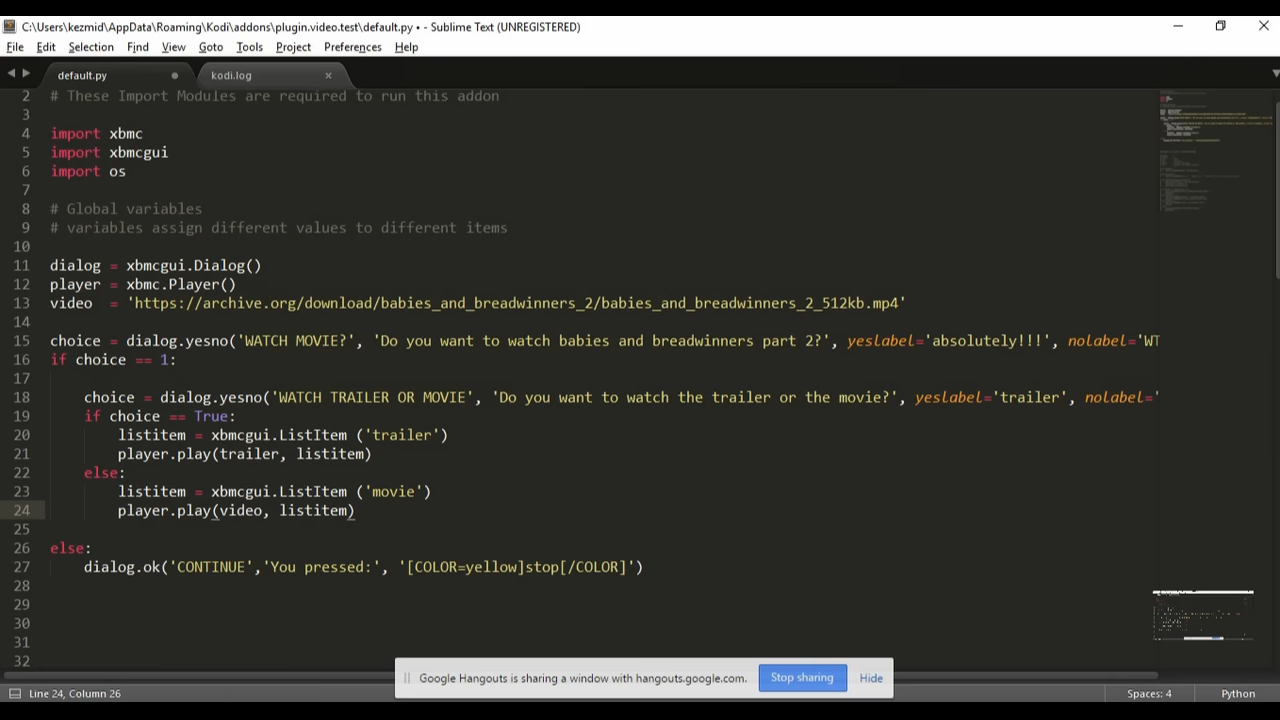 C:\Users\kezmid\AppData\Roaming\Kodi\addons\plugin.video.test\default.py • - Sublime Text (UNREGISTERED)
File Edit Selection Find View Goto Tools Project Preferences Help
default.py kodi.log
2 # These Import Modules are required to run this addon
3
4 import xbmc
5 import xbmcgui
6 import os
7
8 # Global variables
9 # variables assign different values to different items
10
11 dialog = xbmcgui.Dialog()
12 player = xbmc.Player()
13 video  = 'https://archive.org/download/babies_and_breadwinners_2/babies_and_breadwinners_2_512kb.mp4'
14
15 choice = dialog.yesno('WATCH MOVIE?', 'Do you want to watch babies and breadwinners part 2?', yeslabel='absolutely!!!', nolabel='WT
16 if choice == 1:
17
18     choice = dialog.yesno('WATCH TRAILER OR MOVIE', 'Do you want to watch the trailer or the movie?', yeslabel='trailer', nolabel='
19     if choice == True:
20         listitem = xbmcgui.ListItem ('trailer')
21         player.play(trailer, listitem)
22     else:
23         listitem = xbmcgui.ListItem ('movie')
24         player.play(video, listitem)
25
26 else:
27     dialog.ok('CONTINUE','You pressed:', '[COLOR=yellow]stop[/COLOR]')
28
29
30
31
32
Google Hangouts is sharing a window with hangouts.google.com. Stop sharing Hide
Line 24, Column 26 Spaces: 4 Python